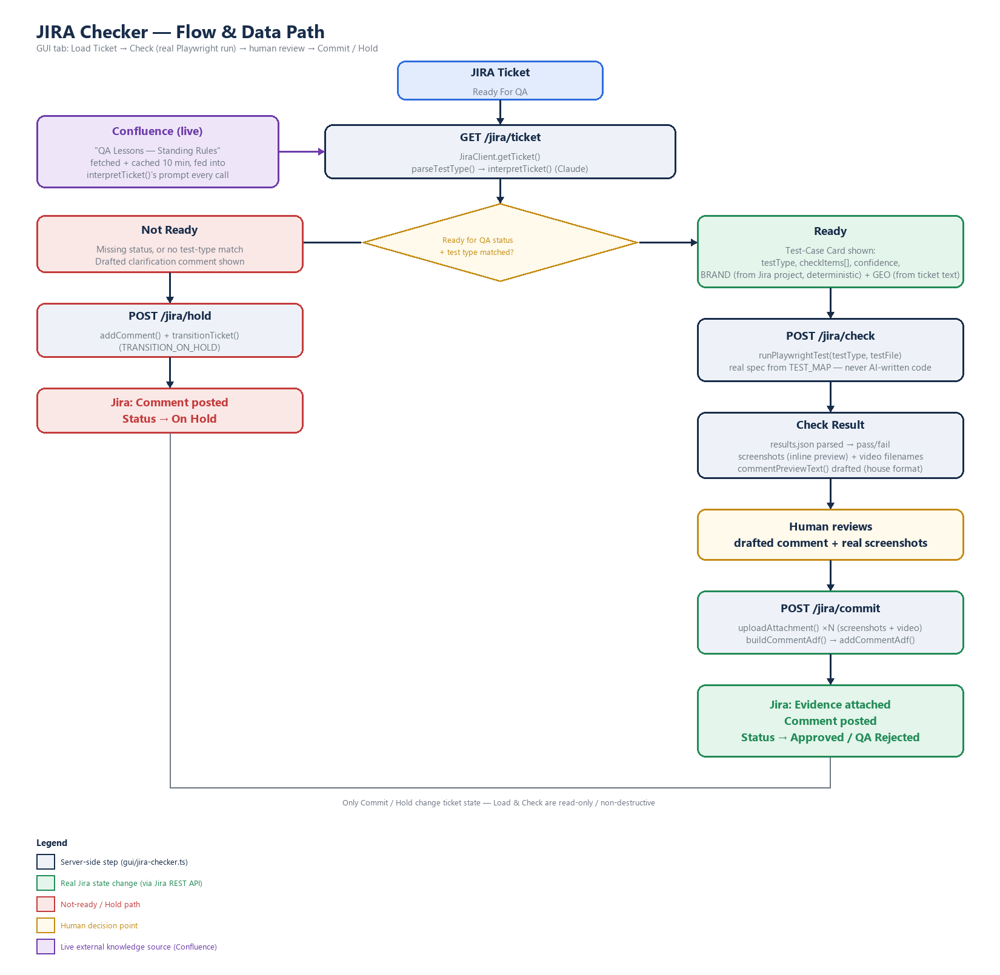 JIRA Checker — Flow & Data Path
GUI tab: Load Ticket → Check (real Playwright run) → human review → Commit / Hold
JIRA Ticket
Ready For QA
Confluence (live)
"QA Lessons — Standing Rules"
fetched + cached 10 min, fed into
interpretTicket()'s prompt every call
GET /jira/ticket
JiraClient.getTicket()
parseTestType() → interpretTicket() (Claude)
Ready for QA status
+ test type matched?
Not Ready
Missing status, or no test-type match
Drafted clarification comment shown
POST /jira/hold
addComment() + transitionTicket()
(TRANSITION_ON_HOLD)
Jira: Comment posted
Status → On Hold
Ready
Test-Case Card shown:
testType, checkItems[], confidence,
BRAND (from Jira project, deterministic) + GEO (from ticket text)
POST /jira/check
runPlaywrightTest(testType, testFile)
real spec from TEST_MAP — never AI-written code
Check Result
results.json parsed → pass/fail
screenshots (inline preview) + video filenames
commentPreviewText() drafted (house format)
Human reviews
drafted comment + real screenshots
POST /jira/commit
uploadAttachment() ×N (screenshots + video)
buildCommentAdf() → addCommentAdf()
Jira: Evidence attached
Comment posted
Status → Approved / QA Rejected
Only Commit / Hold change ticket state — Load & Check are read-only / non-destructive
Legend
Server-side step (gui/jira-checker.ts)
Real Jira state change (via Jira REST API)
Not-ready / Hold path
Human decision point
Live external knowledge source (Confluence)